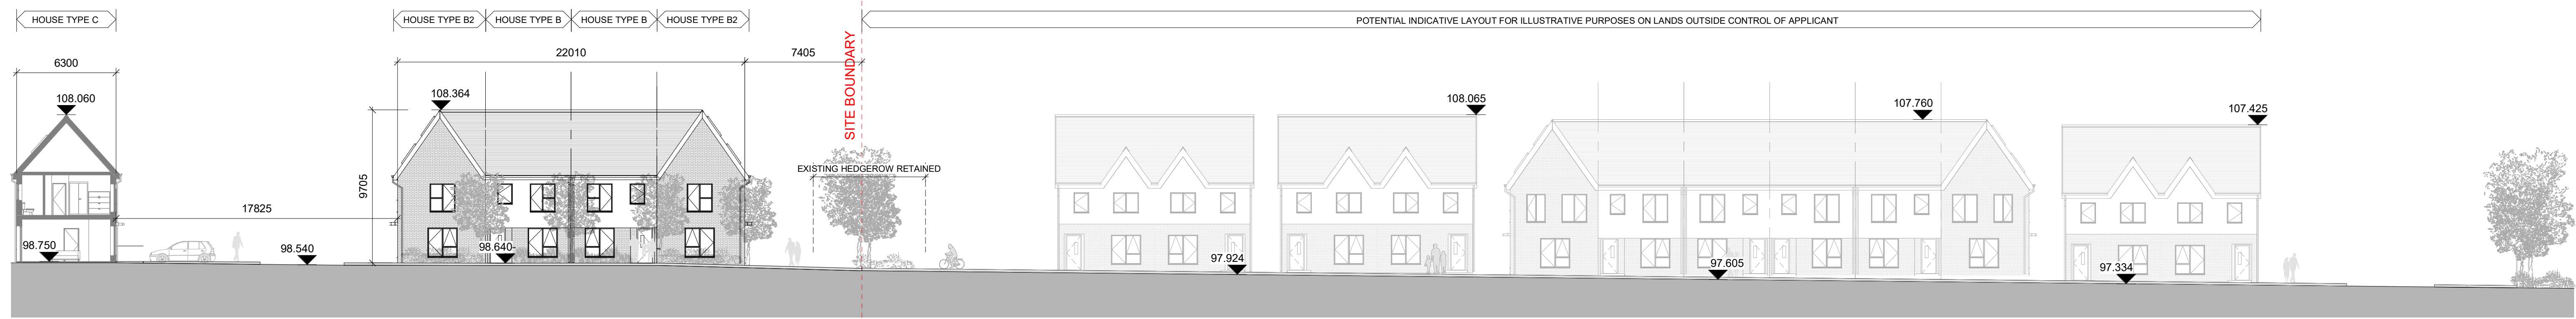 HOUSE TYPE C
HOUSE TYPE B2
HOUSE TYPE B
HOUSE TYPE B
HOUSE TYPE B2
POTENTIAL INDICATIVE LAYOUT FOR ILLUSTRATIVE PURPOSES ON LANDS OUTSIDE CONTROL OF APPLICANT
22010
7405
SITE BOUNDARY
6300
108.060
108.364
108.065
107.760
107.425
EXISTING HEDGEROW RETAINED
9705
17825
98.750
98.540
98.640
97.924
97.605
97.334